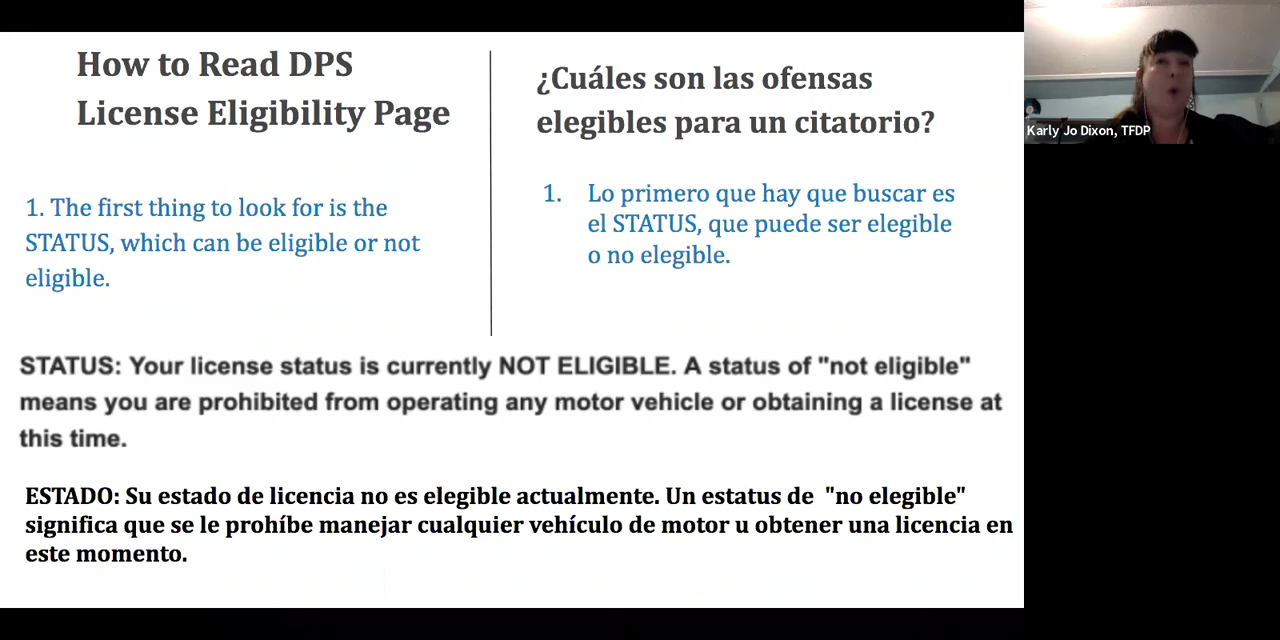 How to Read DPS
License Eligibility Page
1. The first thing to look for is the
STATUS, which can be eligible or not
eligible.
¿Cuáles son las ofensas
elegibles para un citatorio?
1. Lo primero que hay que buscar es
el STATUS, que puede ser elegible
o no elegible.
STATUS: Your license status is currently NOT ELIGIBLE. A status of "not eligible"
means you are prohibited from operating any motor vehicle or obtaining a license at
this time.
ESTADO: Su estado de licencia no es elegible actualmente. Un estatus de "no elegible"
significa que se le prohíbe manejar cualquier vehículo de motor u obtener una licencia en
este momento.
Karly Jo Dixon, TFDP